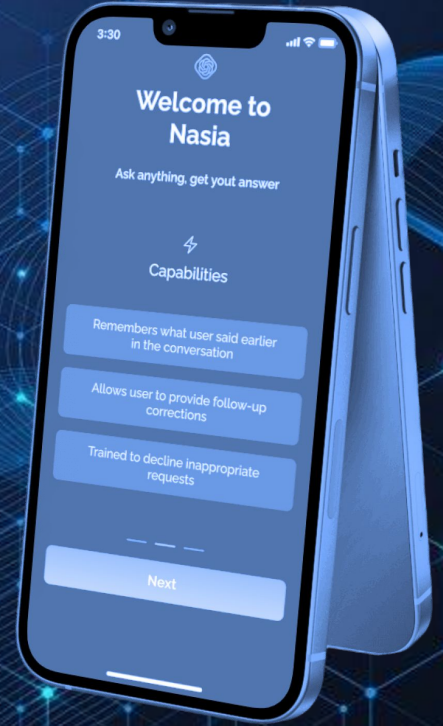 3:30
Welcome to
Nasia
Ask anything, get yout answer
Capabilities
Remembers what user said earlier
in the conversation
Allows user to provide follow-up
corrections
Trained to decline inappropriate
requests
Next